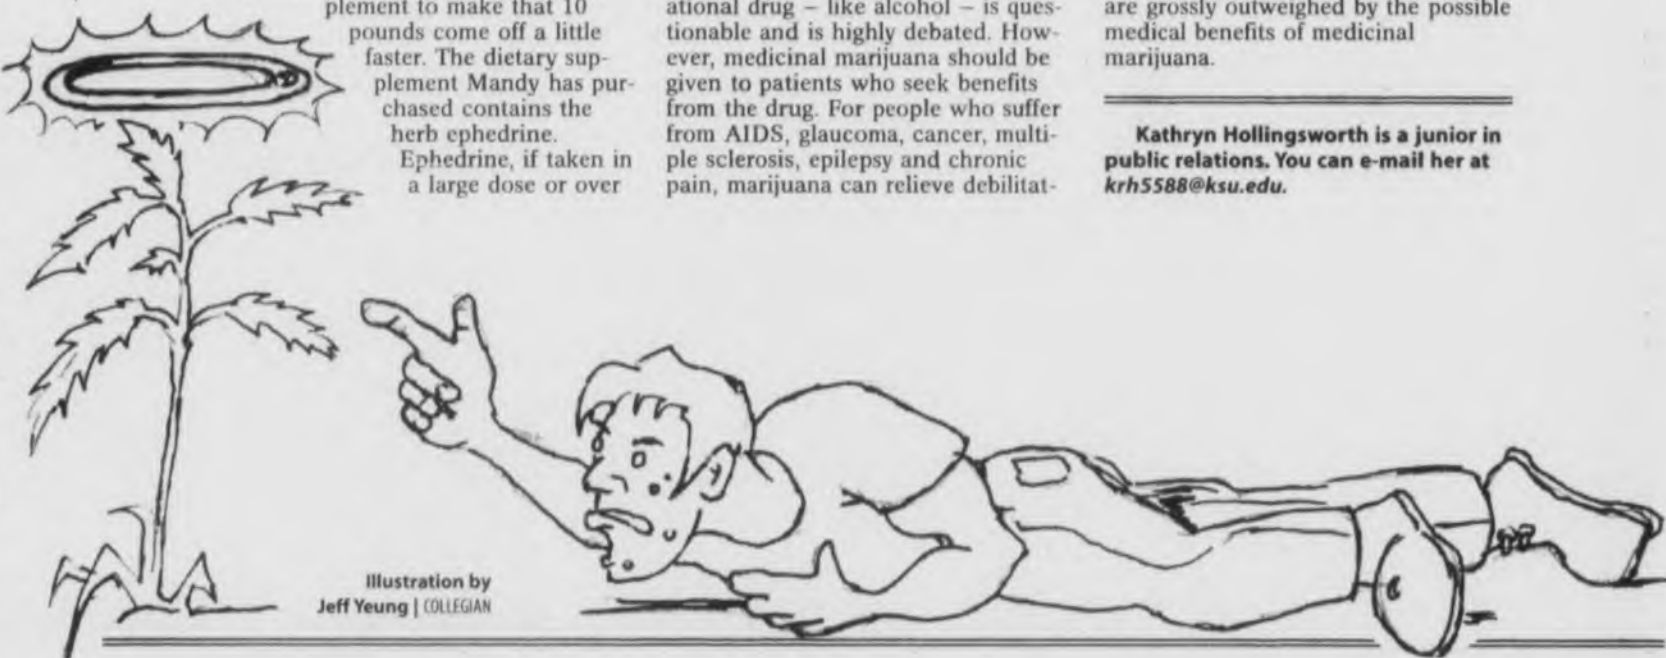 plement to make that 10
pounds come off a little
faster. The dietary sup-
plement Mandy has pur-
chased contains the
herb ephedrine.
Ephedrine, if taken in
a large dose or over
ational drug – like alcohol – is ques-
tionable and is highly debated. How-
ever, medicinal marijuana should be
given to patients who seek benefits
from the drug. For people who suffer
from AIDS, glaucoma, cancer, multi-
ple sclerosis, epilepsy and chronic
pain, marijuana can relieve debilitat-
are grossly outweighed by the possible
medical benefits of medicinal
marijuana.
Kathryn Hollingsworth is a junior in
public relations. You can e-mail her at
krh5588@ksu.edu.
Illustration by
Jeff Yeung | COLLEGIAN